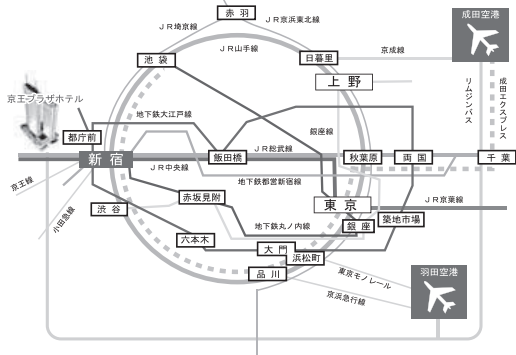 赤羽
成田空港
JR埼京線
JR京浜東北線
JR山手線
池袋
日暮里
京成線
上野
リムジンバス
成田エクスプレス
京王プラザホテル
地下鉄大江戸線
銀座線
都庁前
新宿
飯田橋
JR総武線
秋葉原
両国
千葉
JR中央線
地下鉄都営新宿線
京王線
小田急線
渋谷
赤坂見附
東京
JR京葉線
地下鉄丸ノ内線
銀座
築地市場
六本木
大門
浜松町
品川
東京モノレール
京浜急行線
羽田空港